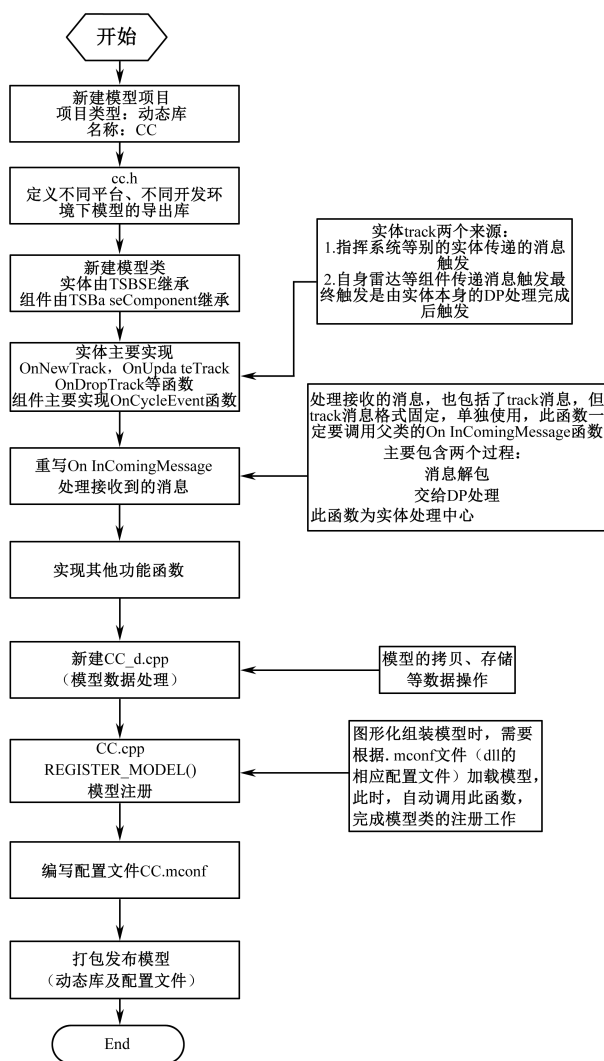 开始
新建模型项目
项目类型：动态库
名称：CC
cc.h
定义不同平台、不同开发环
境下模型的导出库
新建模型类
实体由TSBSE继承
组件由TSBa seComponent继承
实体track两个来源：
1.指挥系统等别的实体传递的消息
触发
2.自身雷达等组件传递消息触发最
终触发是由实体本身的DP处理完成
后触发
实体主要实现
OnNewTrack，OnUpda teTrack
OnDropTrack等函数
组件主要实现OnCycleEvent函数
处理接收的消息，也包括了track消息，但
track消息格式固定，单独使用，此函数一
定要调用父类的On InComingMessage函数
主要包含两个过程：
消息解包
交给DP处理
此函数为实体处理中心
重写On InComingMessage
处理接收到的消息
实现其他功能函数
新建CC_d.cpp
（模型数据处理）
模型的拷贝、存储
等数据操作
CC.cpp
REGISTER_MODEL()
模型注册
图形化组装模型时，需要
根据. mconf文件（dll的
相应配置文件）加载模型，
此时，自动调用此函数，
完成模型类的注册工作
编写配置文件CC.mconf
打包发布模型
（动态库及配置文件）
End